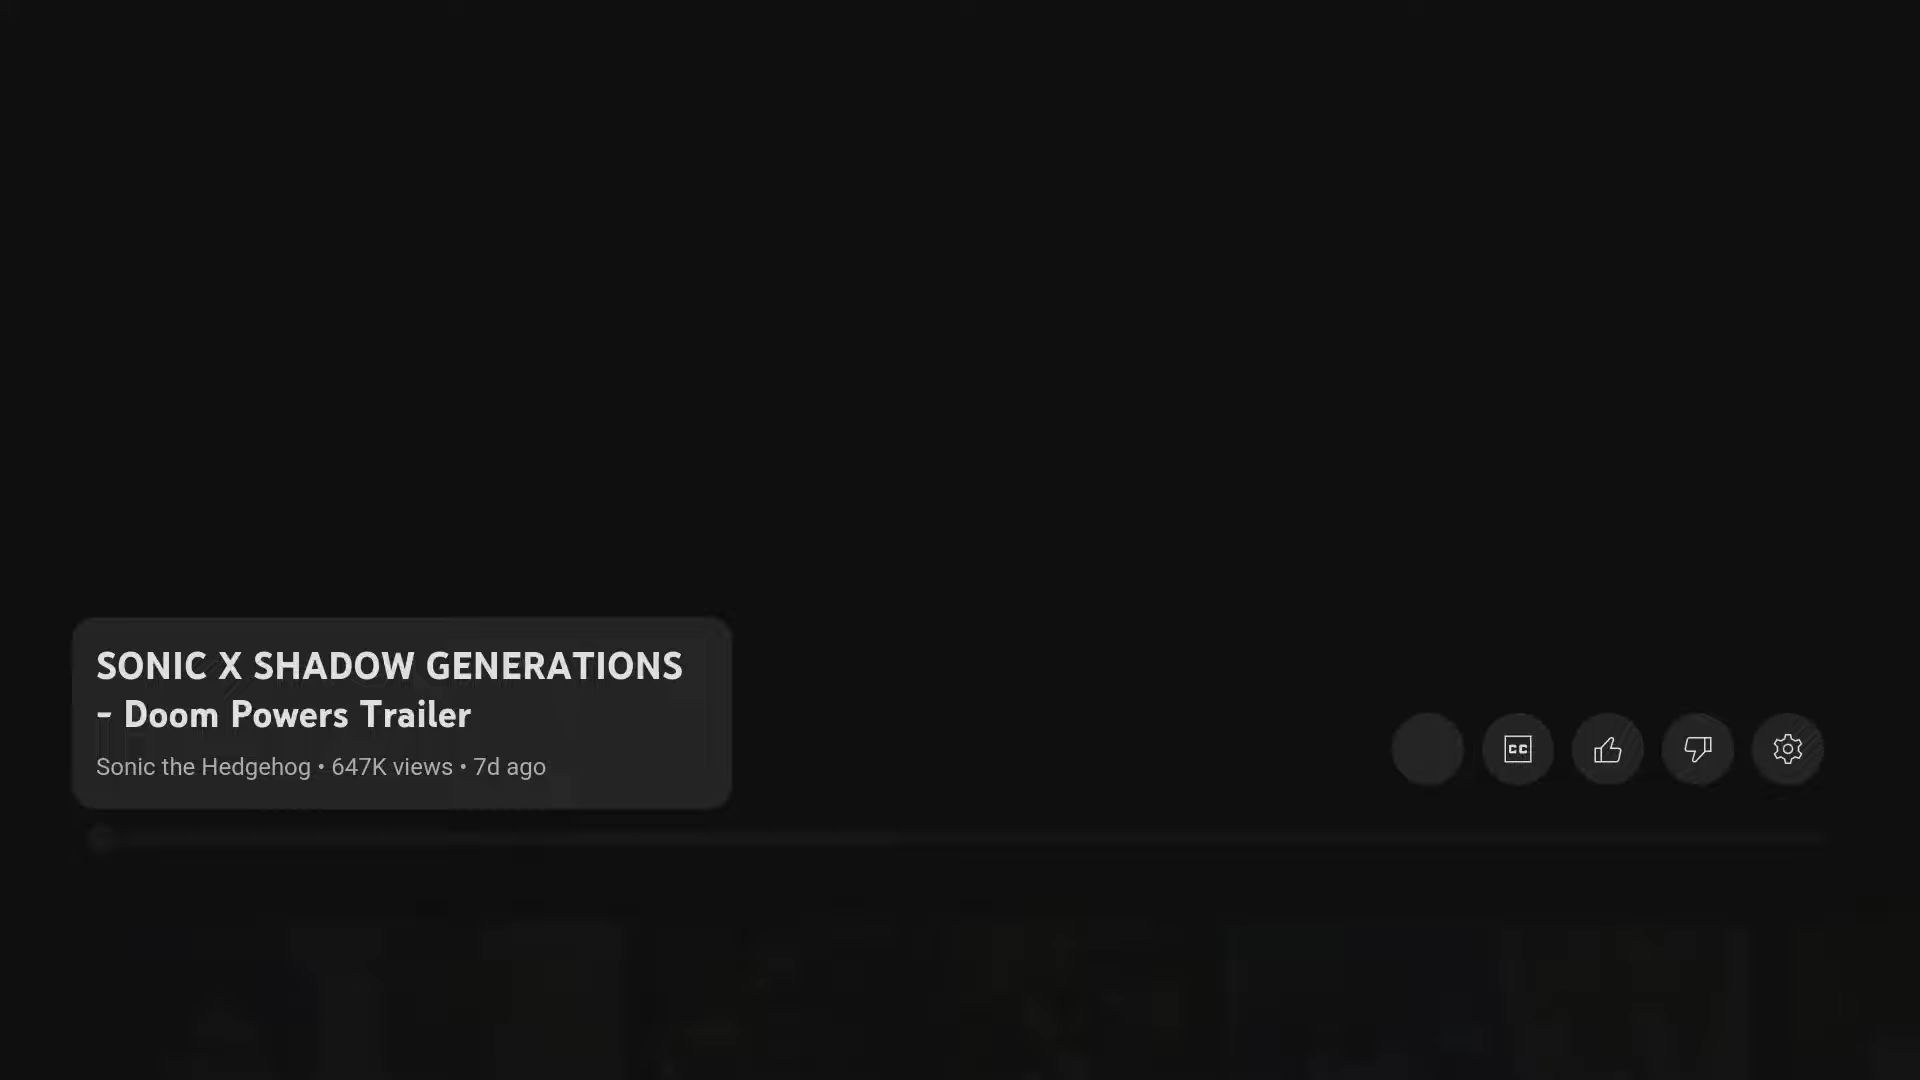 SONIC X SHADOW GENERATIONS
- Doom Powers Trailer
Sonic the Hedgehog • 647K views • 7d ago
CC